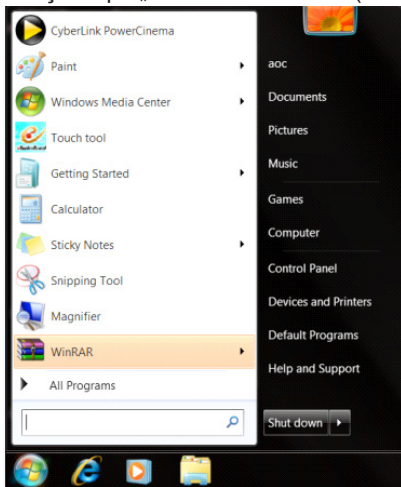 CyberLink PowerCinema
Paint
Windows Media Center
Touch tool
Getting Started
Calculator
Sticky Notes
Snipping Tool
Magnifier
WinRAR
All Programs
aoc
Documents
Pictures
Music
Games
Computer
Control Panel
Devices and Printers
Default Programs
Help and Support
Shut down